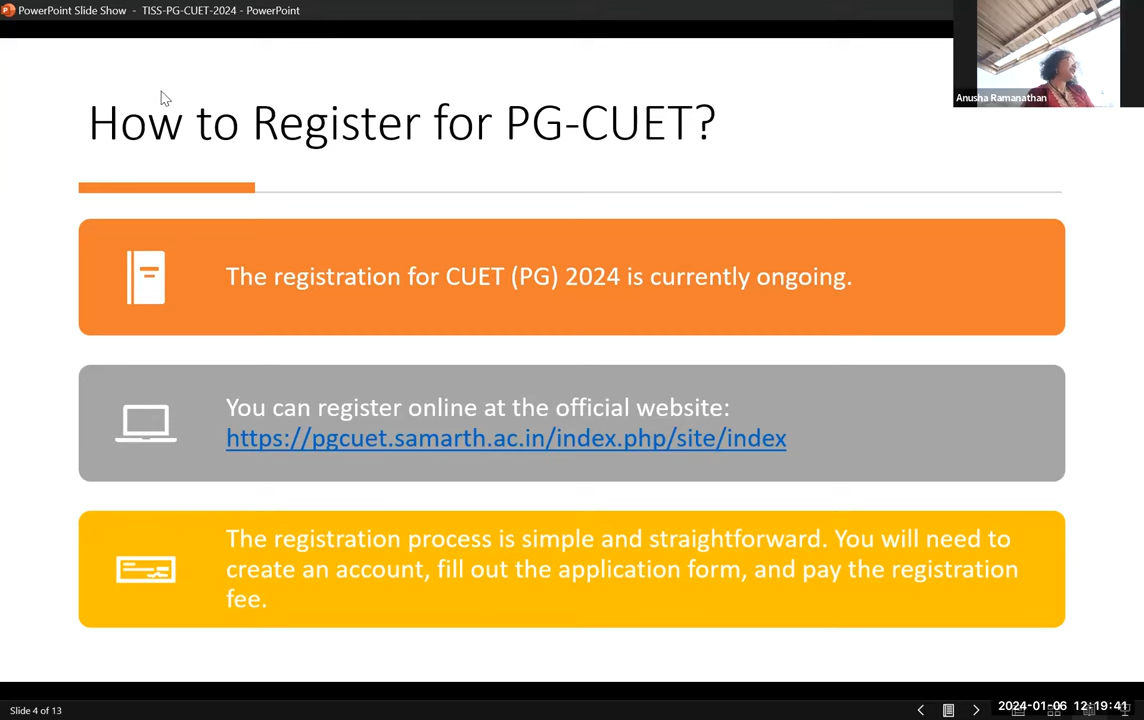 PowerPoint Slide Show - TISS-PG-CUET-2024 - PowerPoint
Anusha Ramanathan
How to Register for PG-CUET?
The registration for CUET (PG) 2024 is currently ongoing.
You can register online at the official website:
https://pgcuet.samarth.ac.in/index.php/site/index
The registration process is simple and straightforward. You will need to
create an account, fill out the application form, and pay the registration
fee.
Slide 4 of 13
2024-01-06 12:19:41